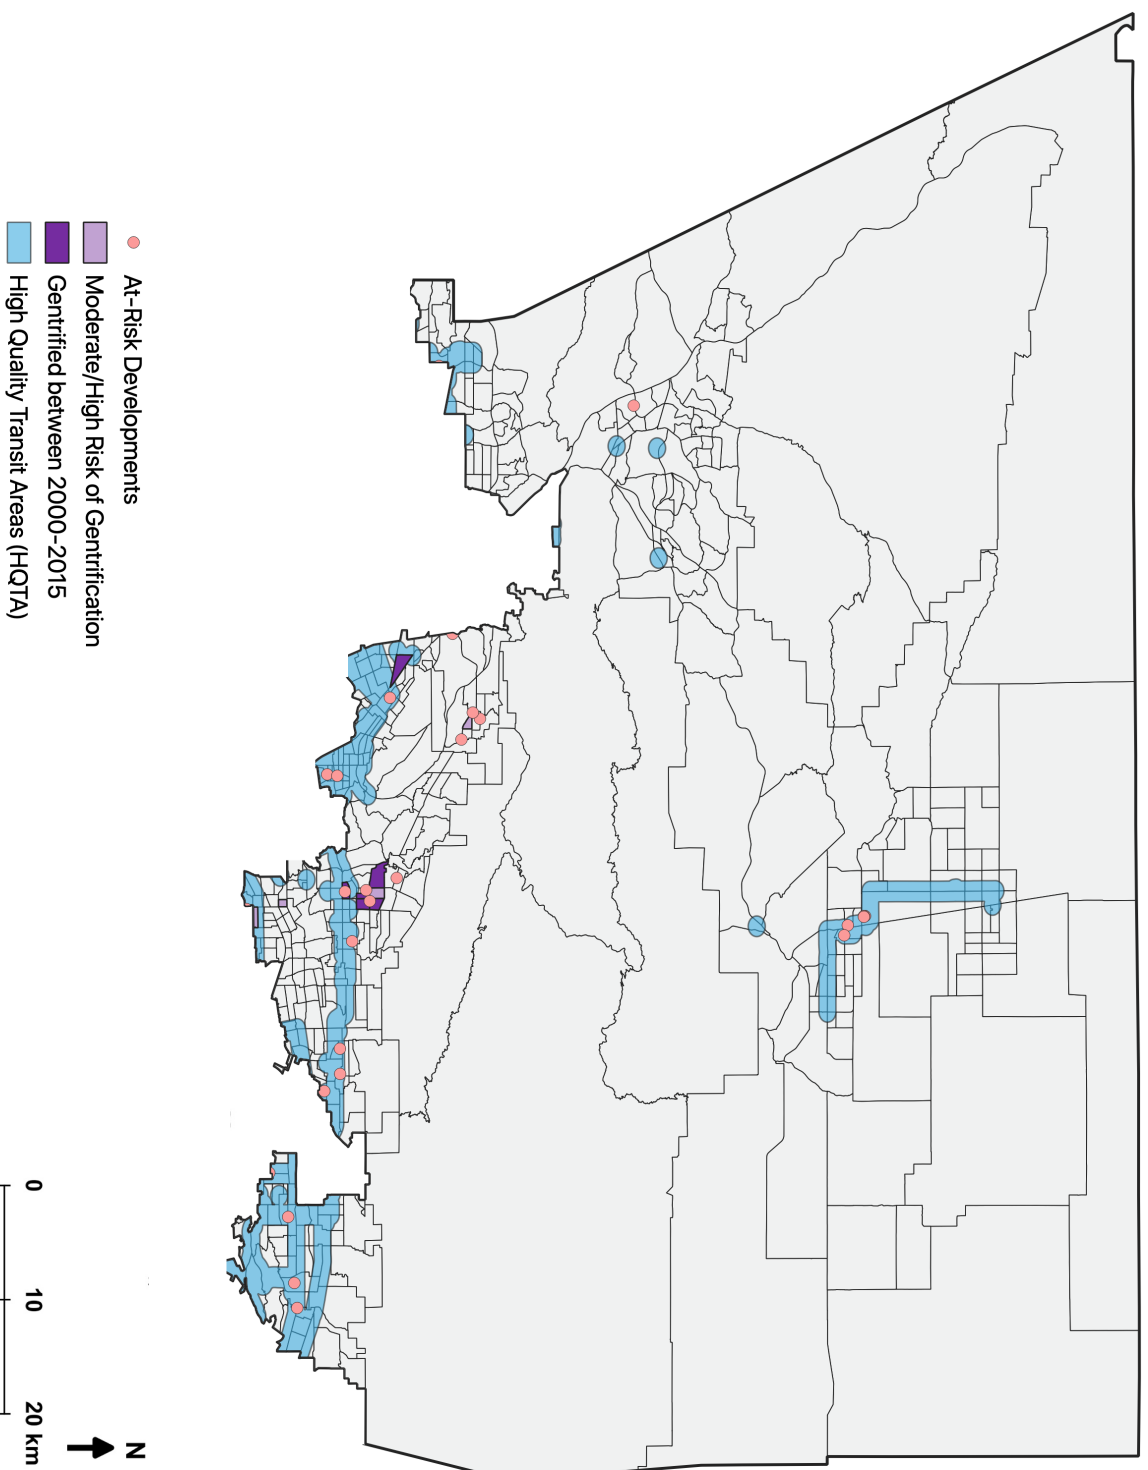 At-Risk Developments
Moderate/High Risk of Gentrification
Gentrified between 2000-2015
High Quality Transit Areas (HQTA)
0
10
20 km
N